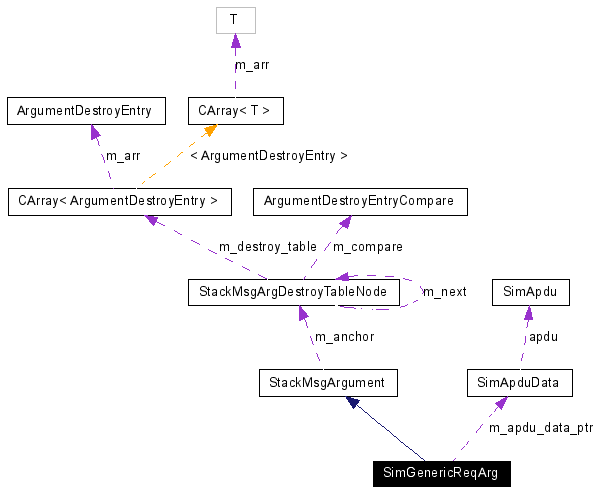 T
m_arr
ArgumentDestroyEntry
CArray< T >
m_arr
< ArgumentDestroyEntry >
CArray< ArgumentDestroyEntry >
ArgumentDestroyEntryCompare
m_destroy_table
m_compare
StackMsgArgDestroyTableNode
m_next
SimApdu
m_anchor
apdu
StackMsgArgument
SimApduData
m_apdu_data_ptr
SimGenericReqArg